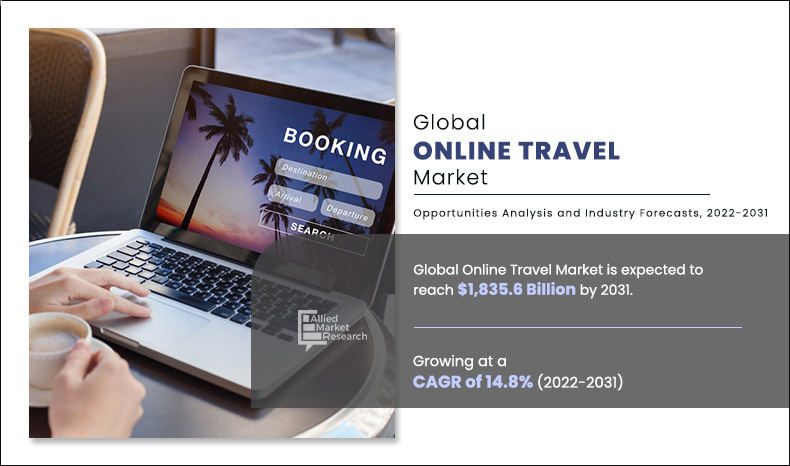 BOOKING
Destination
Arrival
Departure
SEARCH
Global
ONLINE TRAVEL
Market
Opportunities Analysis and Industry Forecasts, 2022-2031
Global Online Travel Market is expected to
reach $1,835.6 Billion by 2031.
Allied
Market
Research
Growing at a
CAGR of 14.8% (2022-2031)